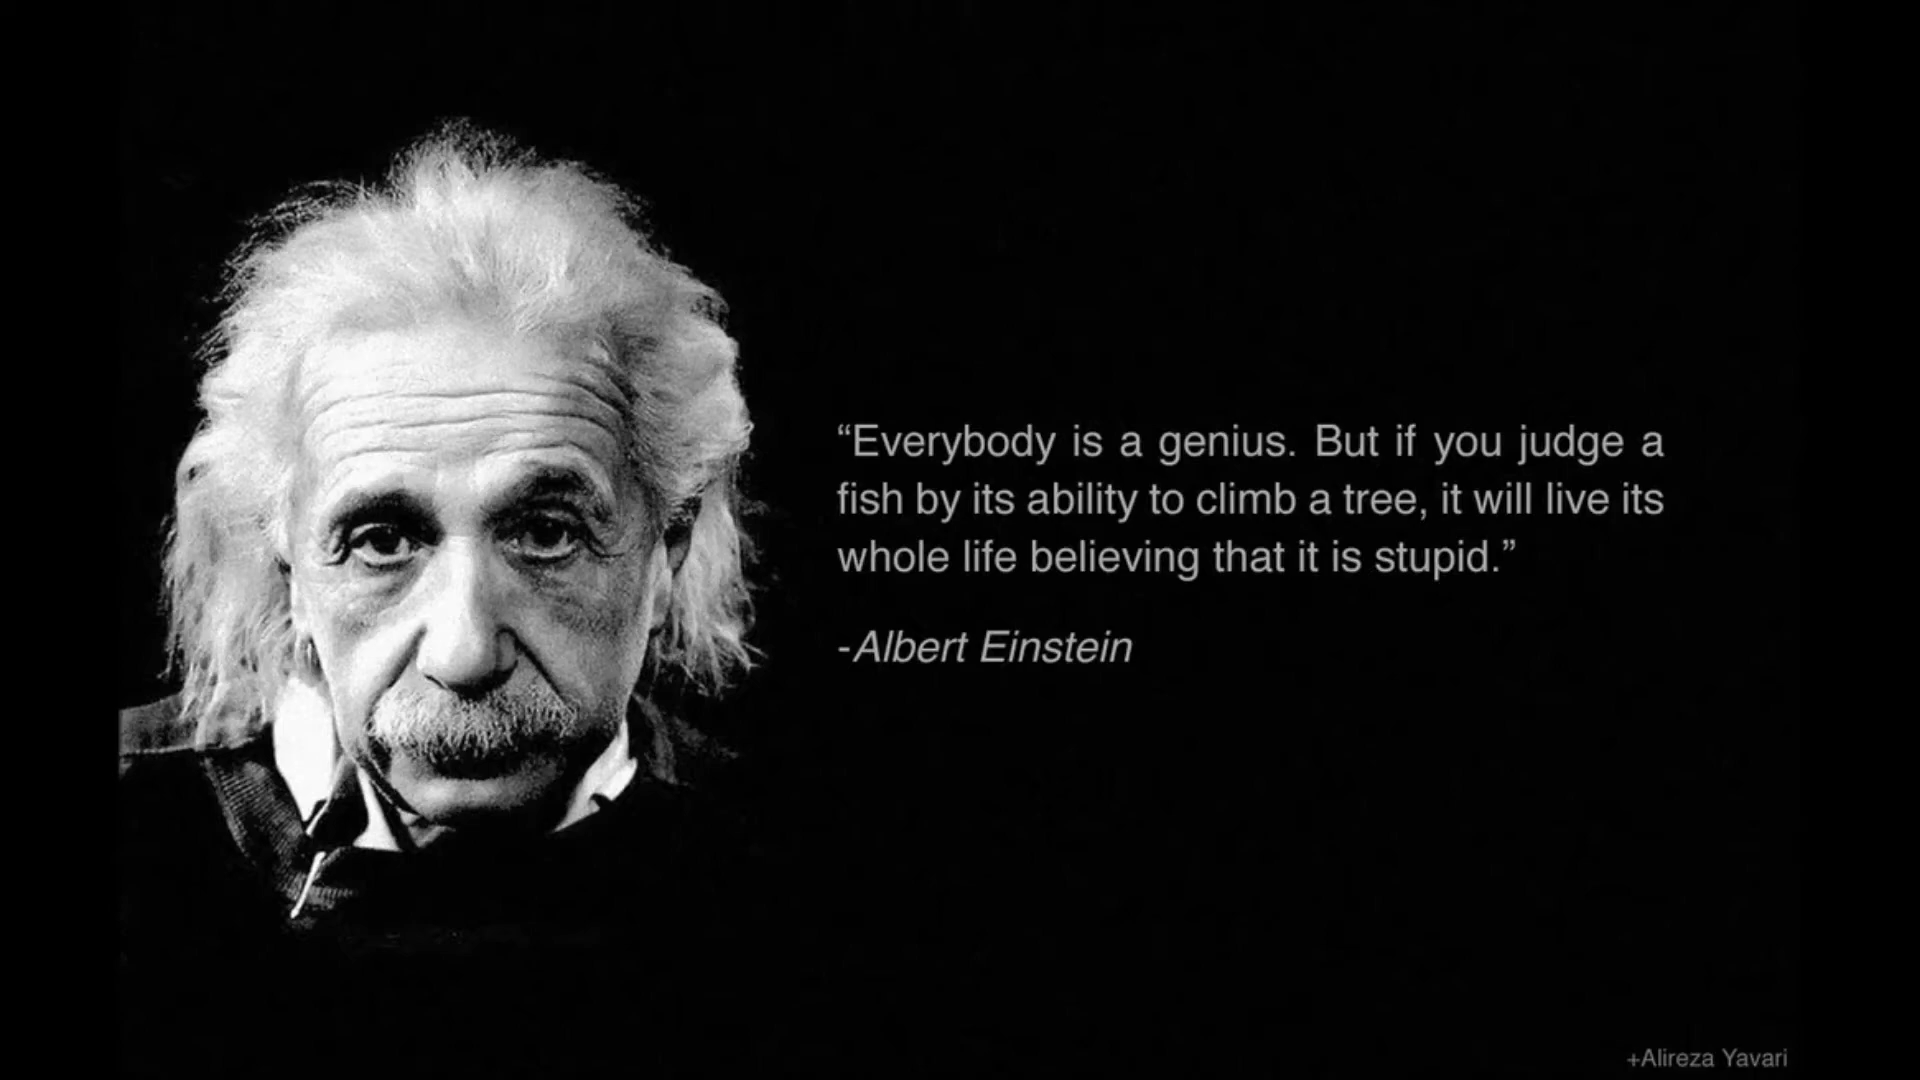 “Everybody is a genius. But if you judge a
fish by its ability to climb a tree, it will live its
whole life believing that it is stupid.”
-Albert Einstein
+Alireza Yavari